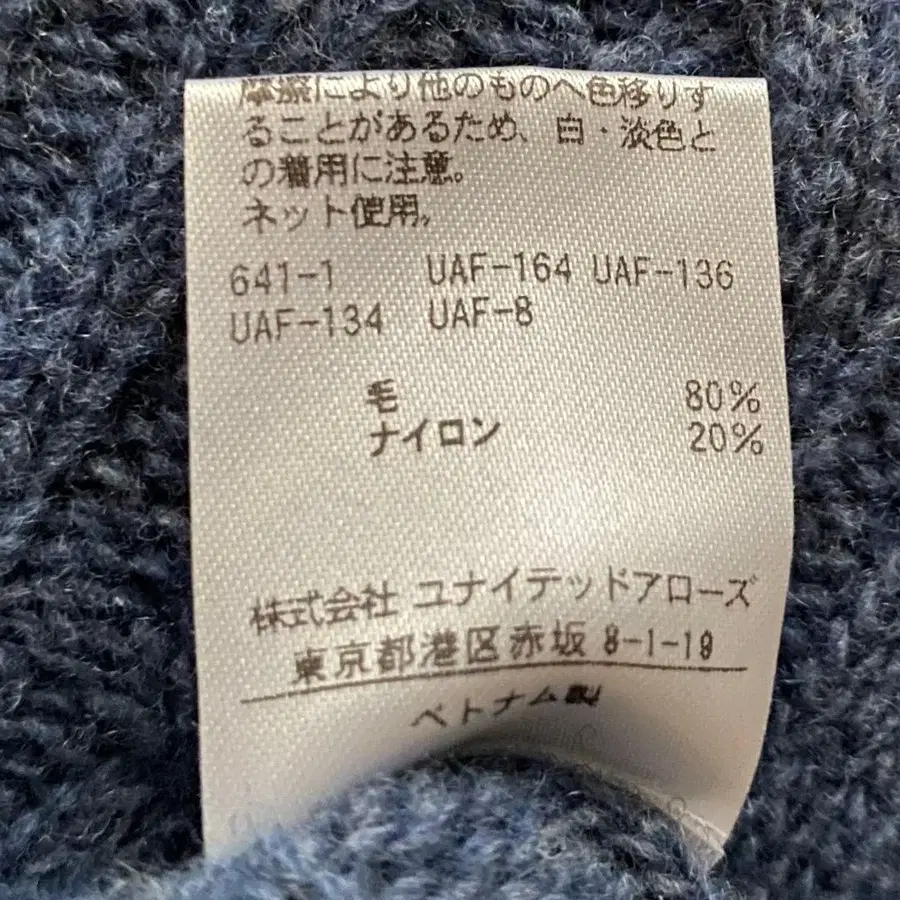 摩擦により他のものへ色移りす
ることがあるため、白・淡色と
の着用に注意。
ネット使用。
641-1 UAF-164 UAF-136
UAF-134 UAF-8
毛 80%
ナイロン 20%
株式会社 ユナイテッドアローズ
東京都港区赤坂 8-1-19
ベトナム製